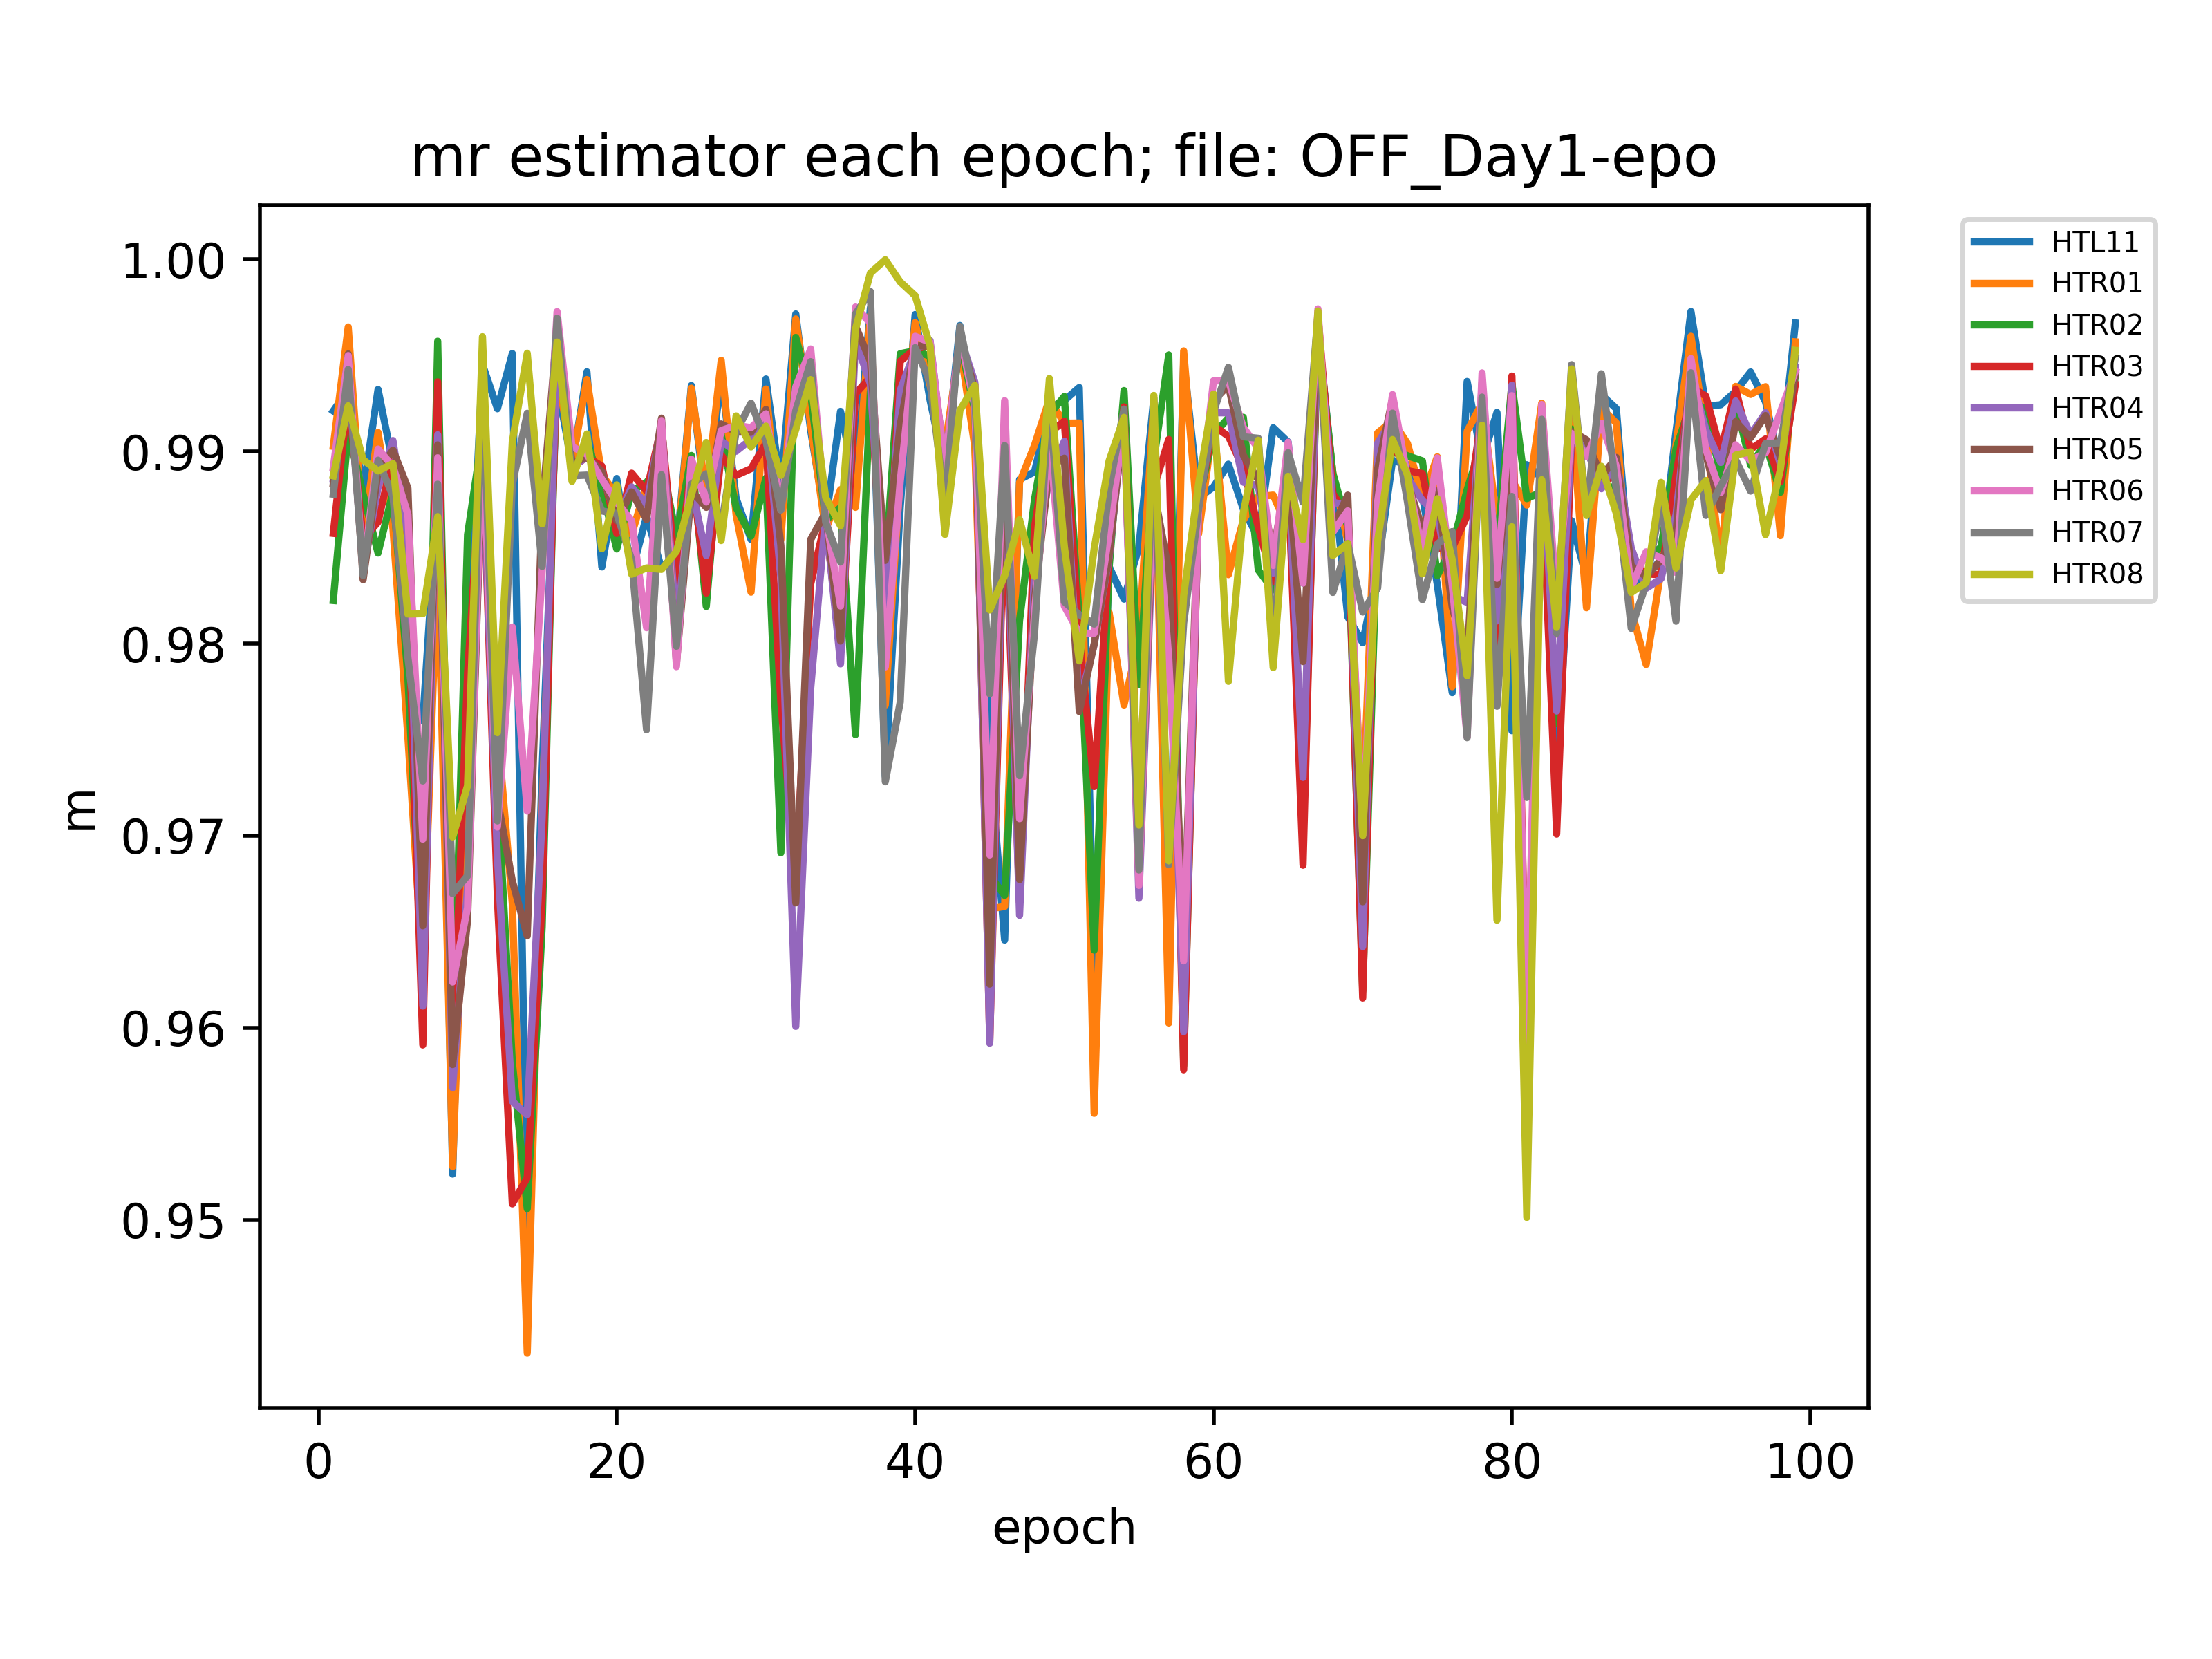 mr estimator each epoch; file: OFF_Day1-epo
1.00
0.99
0.98
0.97
0.96
0.95
m
0
20
40
60
80
100
epoch
HTL11
HTR01
HTR02
HTR03
HTR04
HTR05
HTR06
HTR07
HTR08